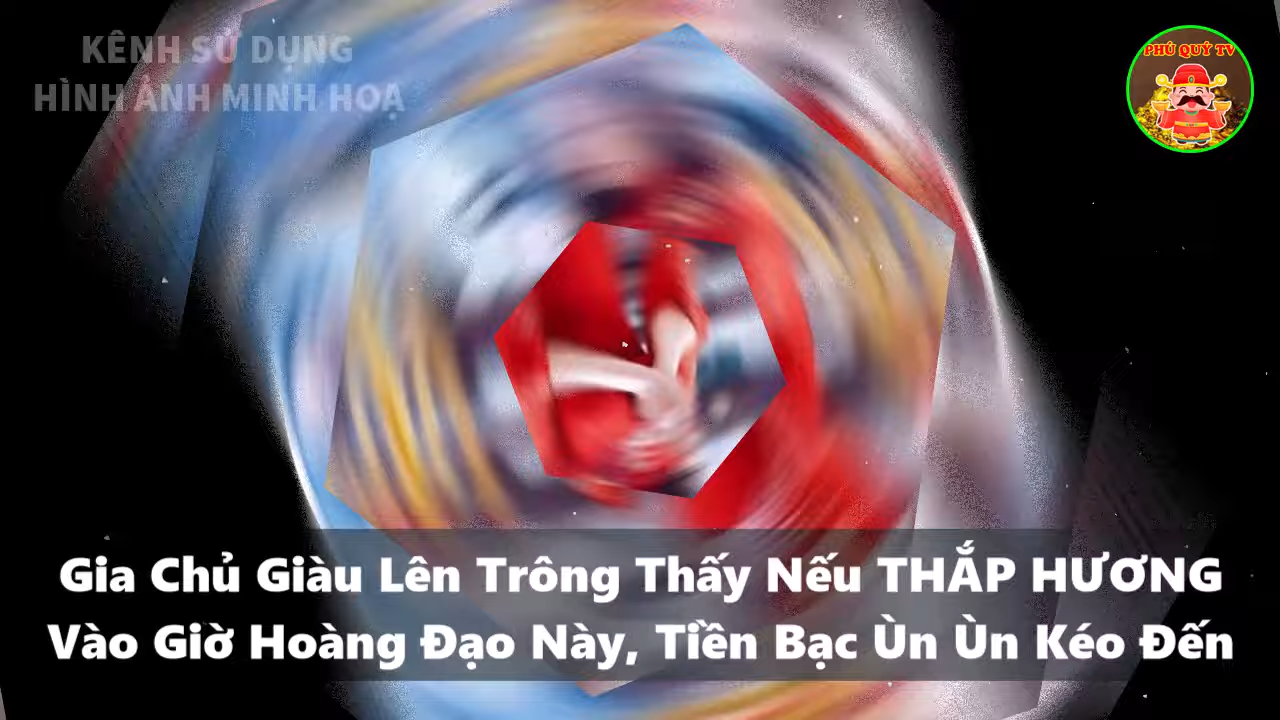 KÊNH SỬ DỤNG
HÌNH ẢNH MINH HOẠ
PHÚ QUÝ TV
Gia Chủ Giàu Lên Trông Thấy Nếu THẮP HƯƠNG
Vào Giờ Hoàng Đạo Này, Tiền Bạc Ùn Ùn Kéo Đến